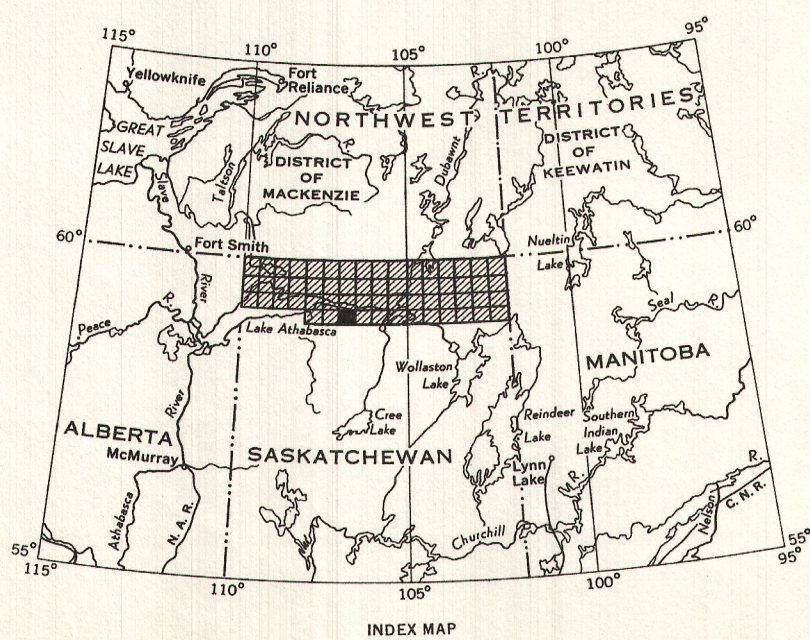 115°
110°
105°
100°
95°
Yellowknife
Fort
Reliance
R.
GREAT
SLAVE
LAKE
NORTHWEST TERRITORIES
DISTRICT
OF
MACKENZIE
DISTRICT
OF
KEEWATIN
Taltson
Dubawnt
Slave
River
60°
Fort Smith
60°
Nueltin
Lake
Seal R.
Peace
R.
Lake Athabasca
Wollaston
Lake
MANITOBA
River
Cree
Lake
Reindeer
Lake
Southern
Indian
Lake
ALBERTA
McMurray
SASKATCHEWAN
Lynn
Lake
R.
R.
Athabasca
N. A. R.
Churchill
Nelson
C. N. R.
55°
115°
110°
105°
100°
55°
95°
INDEX MAP